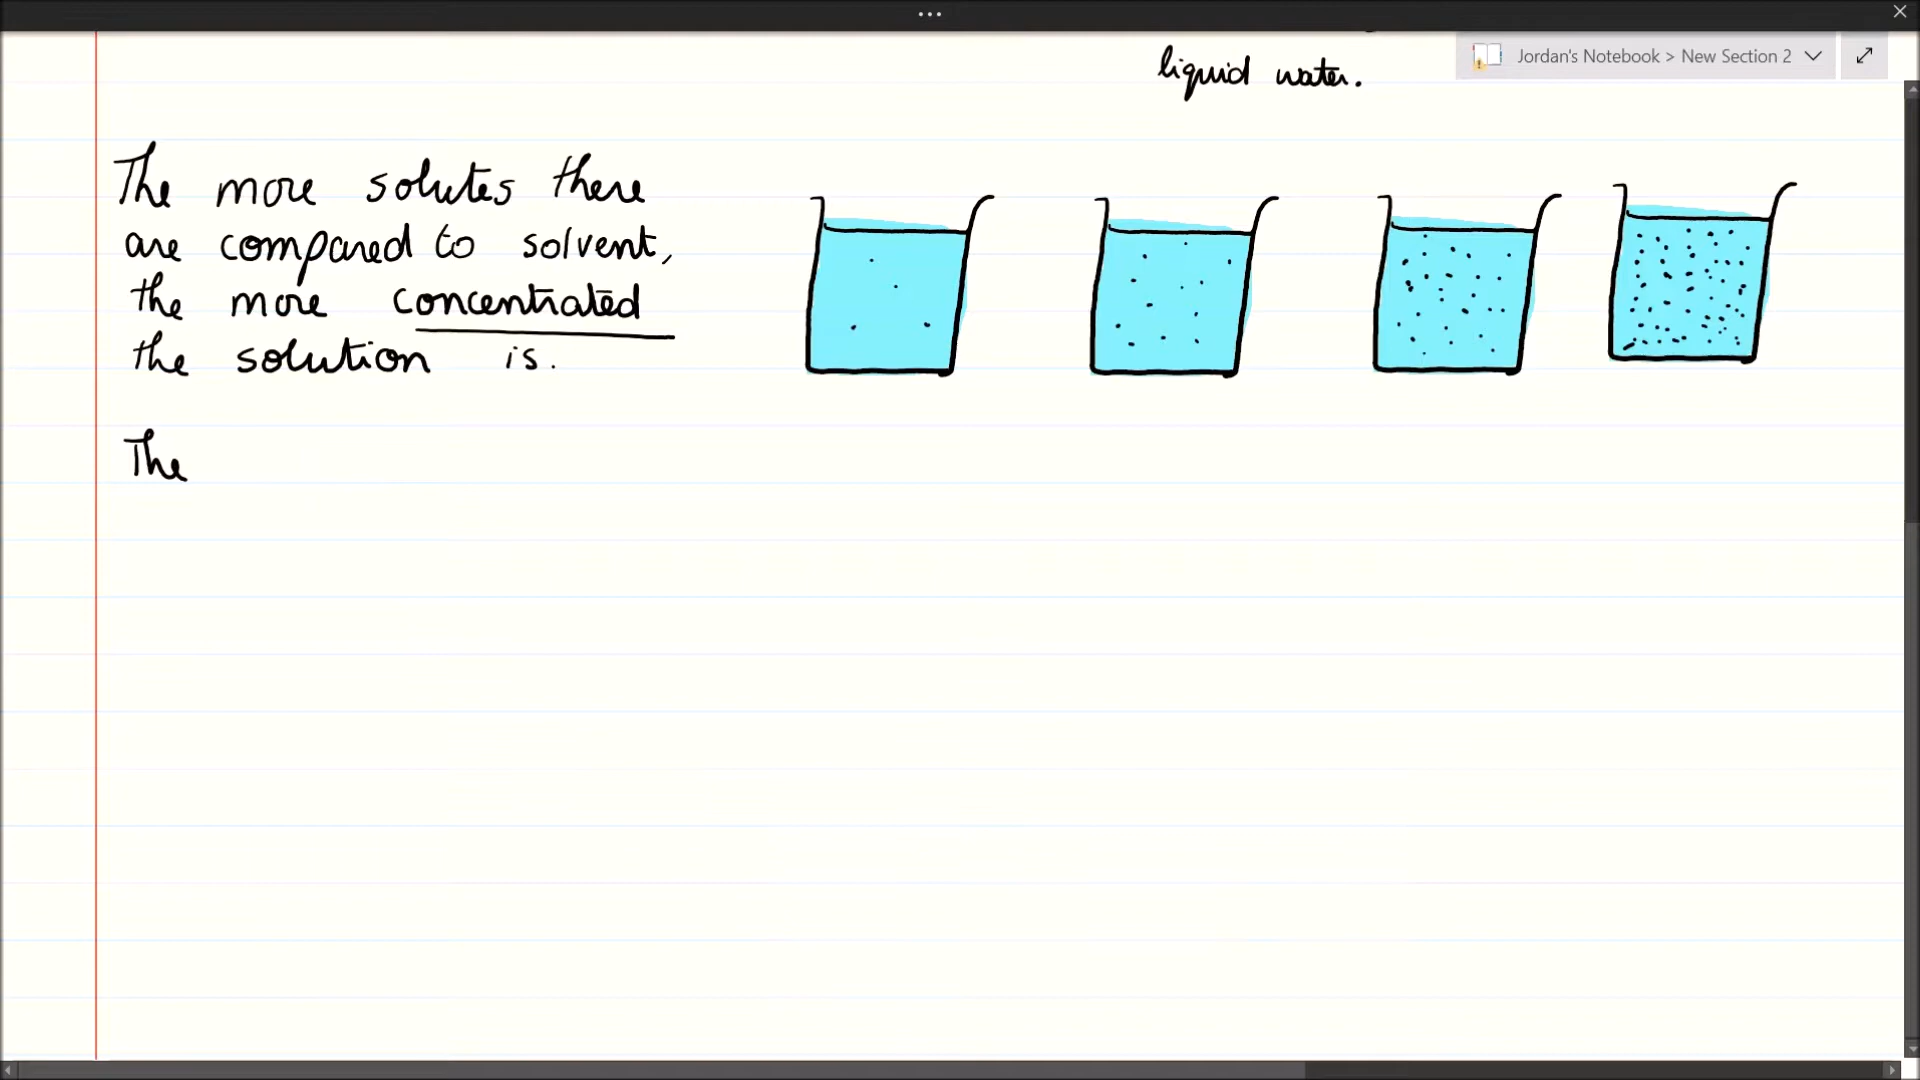 liquid water.
Jordan's Notebook > New Section 2
The more solutes there
are compared to solvent,
the more concentrated
the solution is.
The